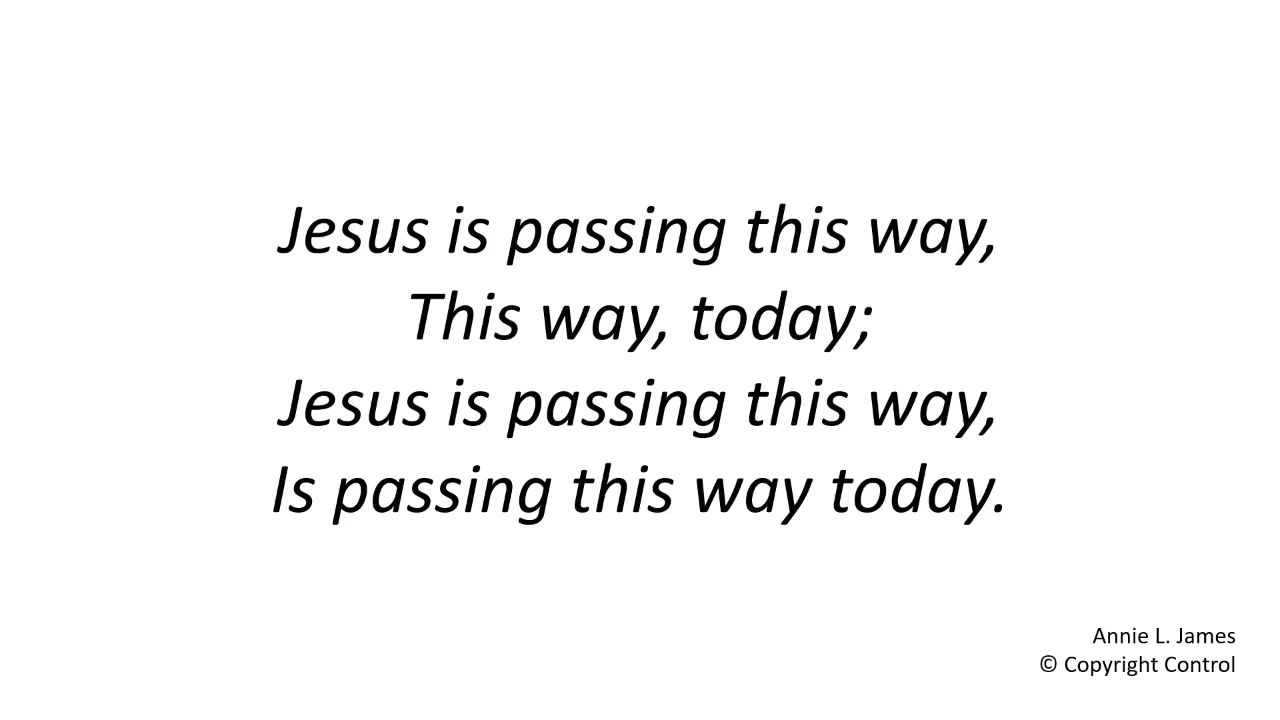 Jesus is passing this way,
This way, today;
Jesus is passing this way,
Is passing this way today.
Annie L. James
© Copyright Control